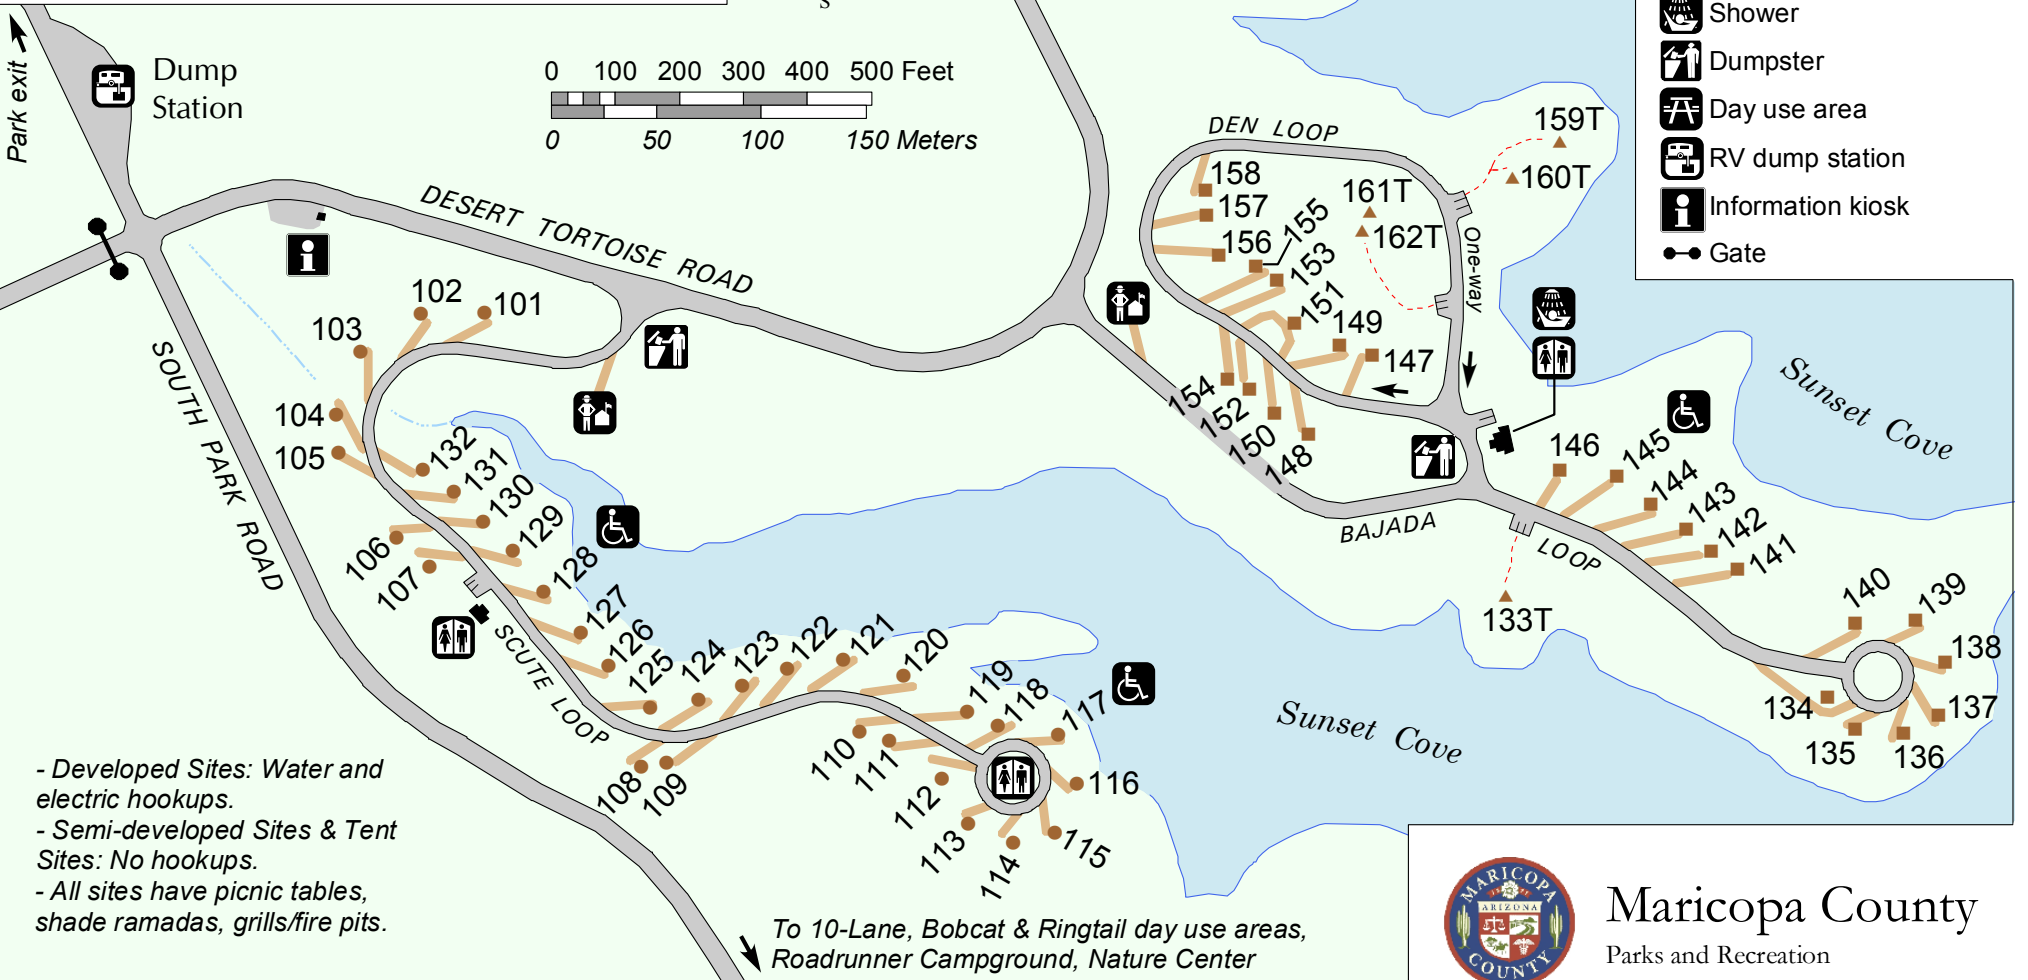 s
Park exit
Dump
Station
0 100 200 300 400 500 Feet
0 50 100 150 Meters
Shower
Dumpster
Day use area
RV dump station
Information kiosk
Gate
DESERT TORTOISE ROAD
SOUTH PARK ROAD
SCUTE LOOP
DEN LOOP
One-way
BAJADA
LOOP
Sunset Cove
Sunset Cove
101
102
103
104
105
106
107
108
109
110
111
112
113
114
115
116
117
118
119
120
121
122
123
124
125
126
127
128
129
130
131
132
133T
134
135
136
137
138
139
140
141
142
143
144
145
146
147
148
149
150
151
152
153
154
155
156
157
158
159T
160T
161T
162T
- Developed Sites: Water and
electric hookups.
- Semi-developed Sites & Tent
Sites: No hookups.
- All sites have picnic tables,
shade ramadas, grills/fire pits.
To 10-Lane, Bobcat & Ringtail day use areas,
Roadrunner Campground, Nature Center
MARICOPA
ARIZONA
COUNTY
Maricopa County
Parks and Recreation